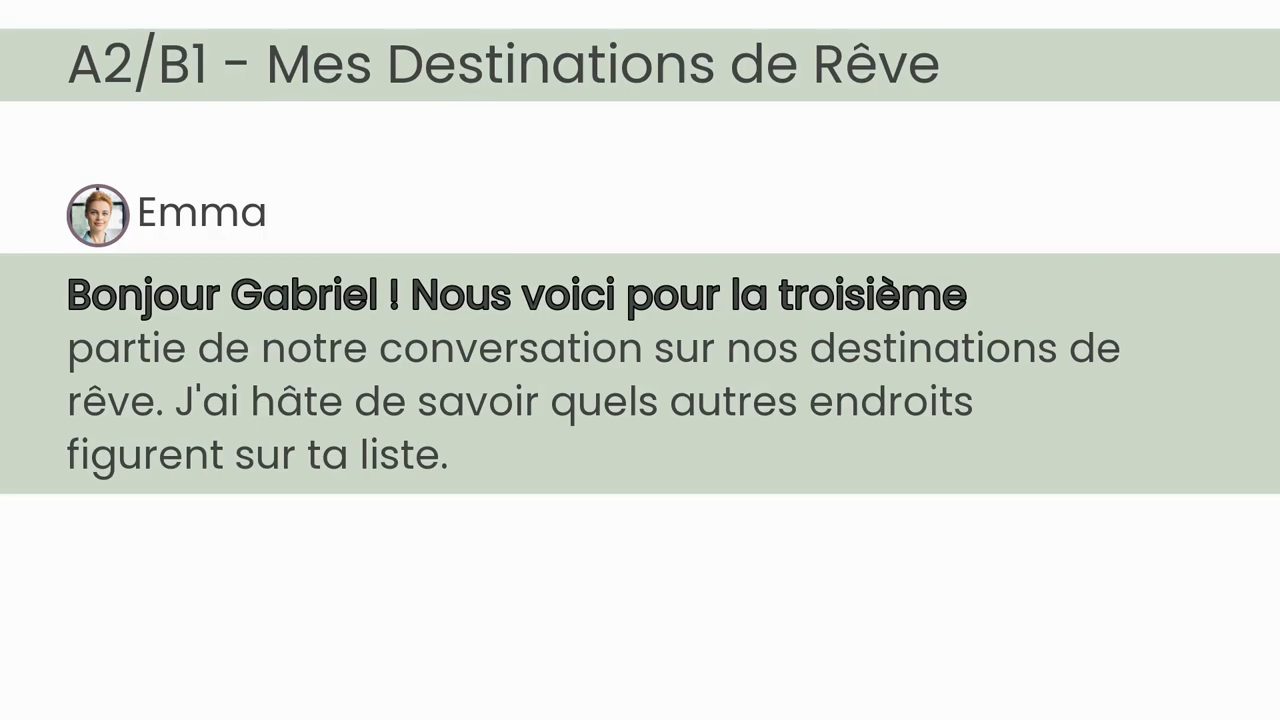 A2/B1 - Mes Destinations de Rêve
Emma
Bonjour Gabriel ! Nous voici pour la troisième
partie de notre conversation sur nos destinations de
rêve. J'ai hâte de savoir quels autres endroits
figurent sur ta liste.